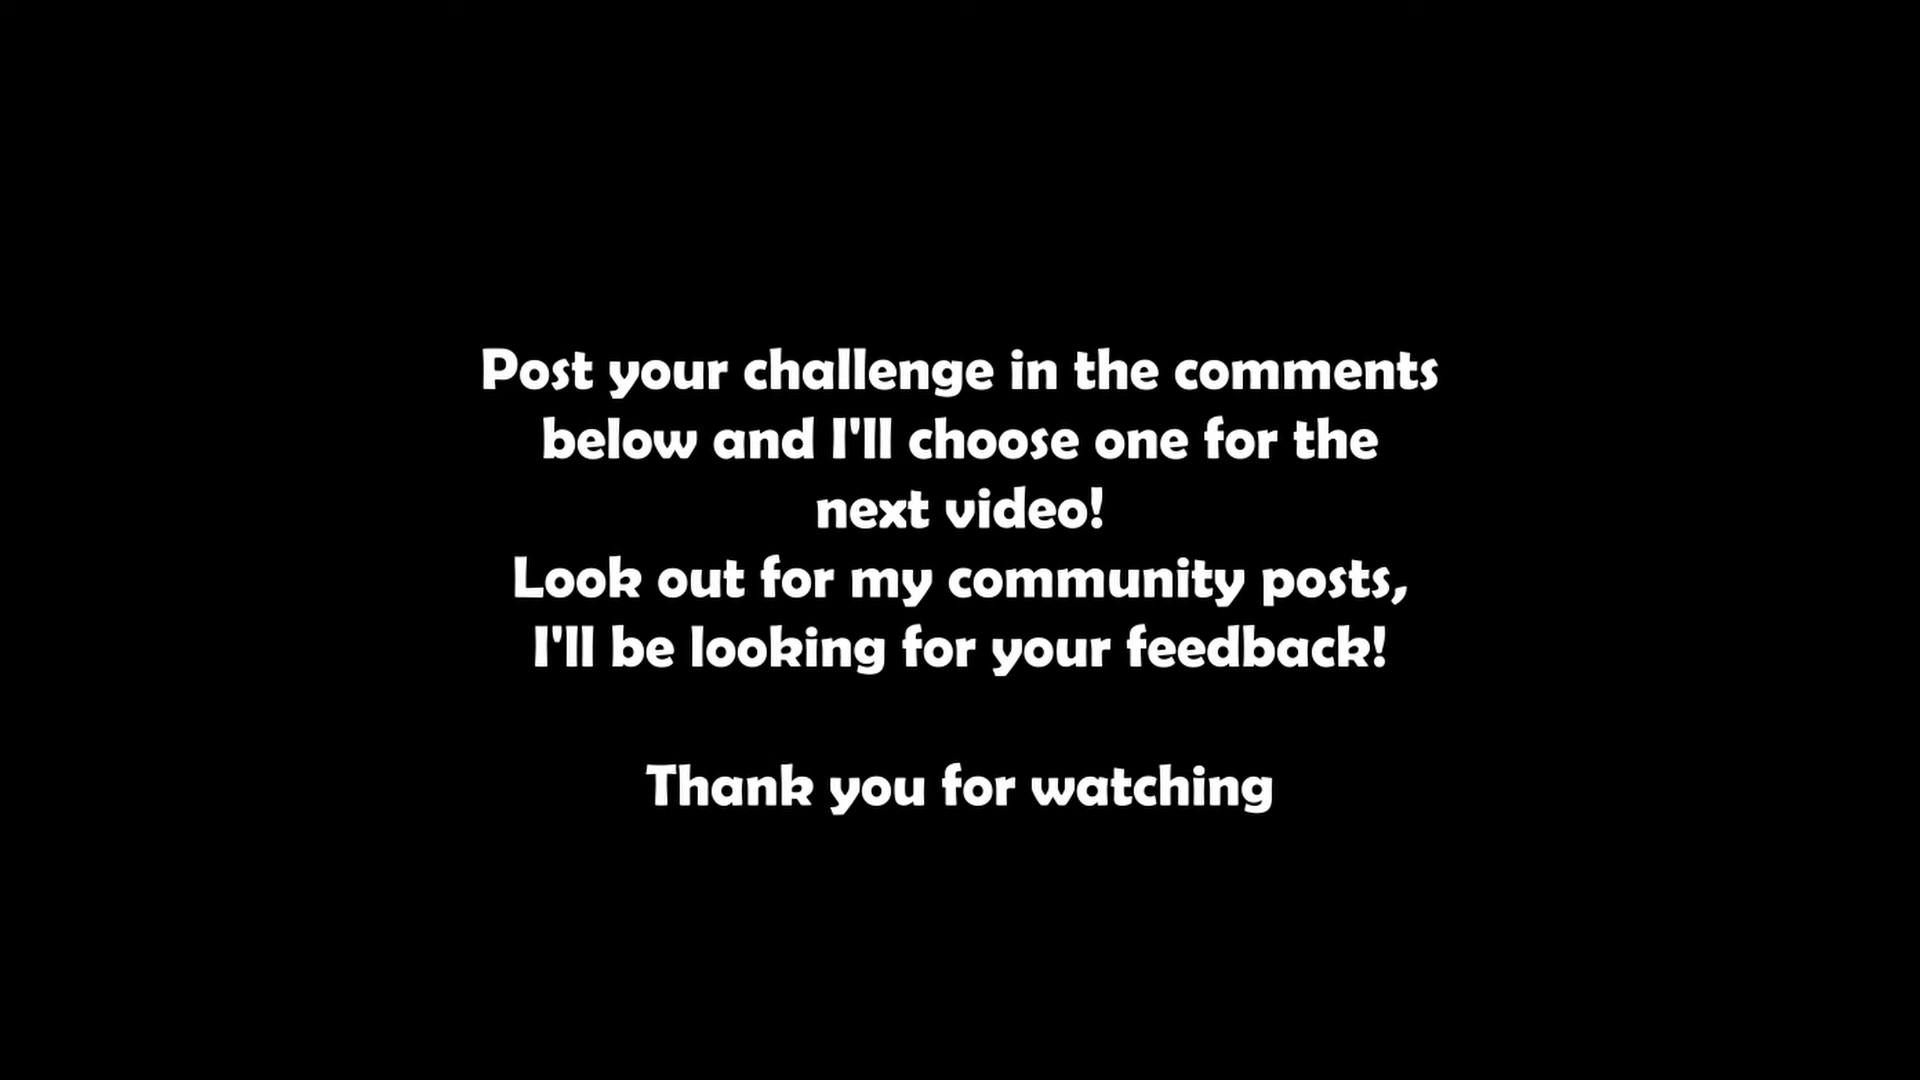 Post your challenge in the comments
below and I'll choose one for the
next video!
Look out for my community posts,
I'll be looking for your feedback!
Thank you for watching